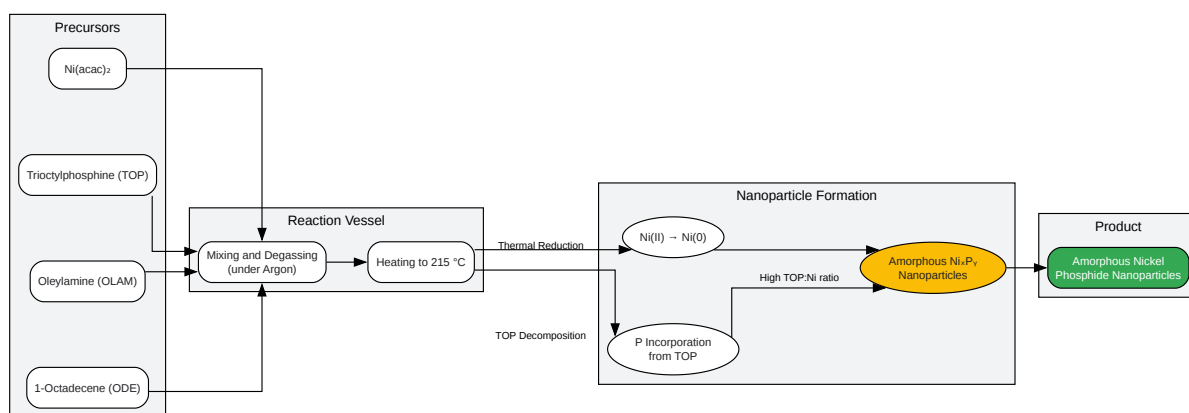 Precursors
Ni(acac)₂
Trioctylphosphine (TOP)
Oleylamine (OLAM)
1-Octadecene (ODE)
Reaction Vessel
Mixing and Degassing
(under Argon)
Heating to 215 °C
Thermal Reduction
TOP Decomposition
Nanoparticle Formation
Ni(II) → Ni(0)
P Incorporation
from TOP
High TOP:Ni ratio
Amorphous NiₓPᵧ
Nanoparticles
Product
Amorphous Nickel
Phosphide Nanoparticles